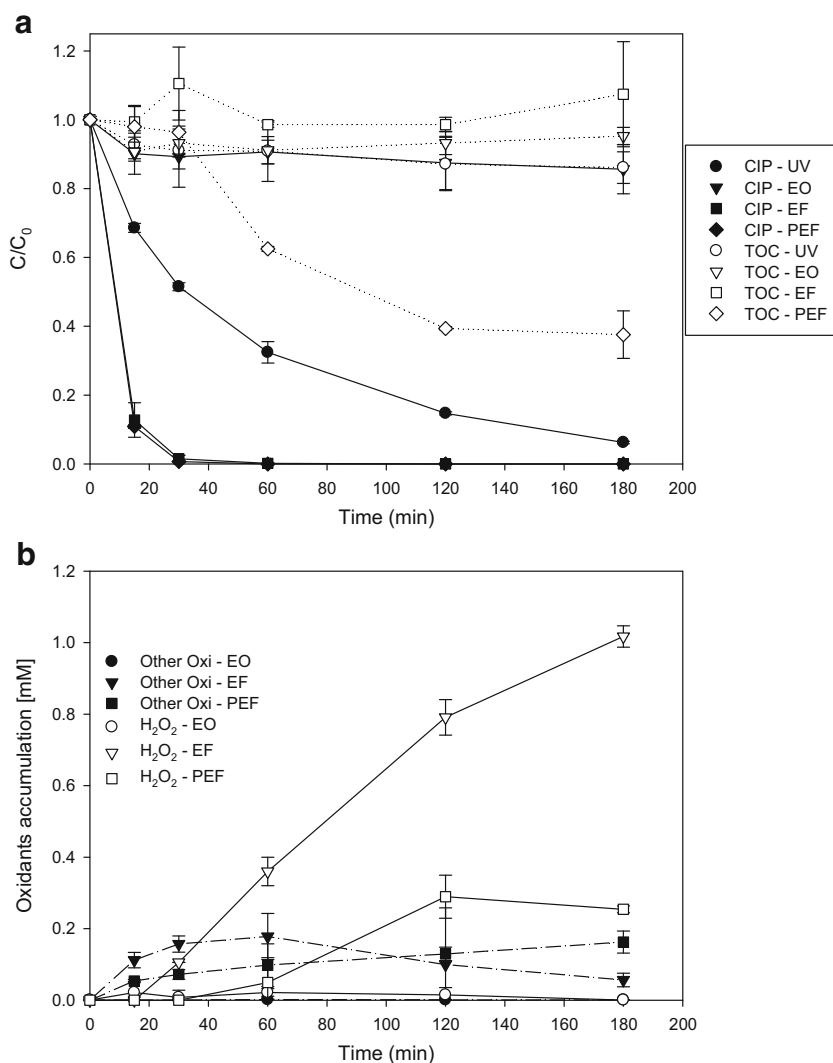 a
1.2
1.0
0.8
0.6
0.4
0.2
0.0
C/C₀
0 20 40 60 80 100 120 140 160 180 200
Time (min)
CIP - UV
CIP - EO
CIP - EF
CIP - PEF
TOC - UV
TOC - EO
TOC - EF
TOC - PEF
b
1.2
1.0
0.8
0.6
0.4
0.2
0.0
Oxidants accumulation [mM]
Other Oxi - EO
Other Oxi - EF
Other Oxi - PEF
H₂O₂ - EO
H₂O₂ - EF
H₂O₂ - PEF
0 20 40 60 80 100 120 140 160 180 200
Time (min)